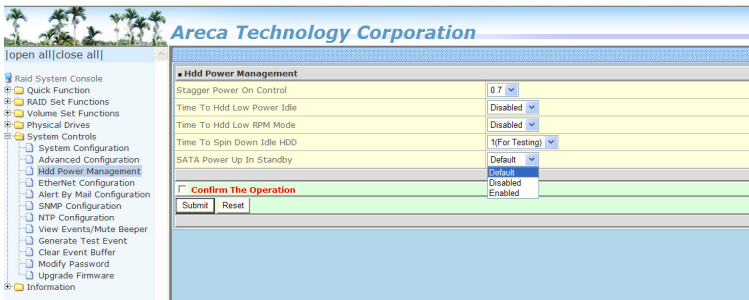 Areca Technology Corporation
|open all|close all|
Raid System Console
Quick Function
RAID Set Functions
Volume Set Functions
Physical Drives
System Controls
System Configuration
Advanced Configuration
Hdd Power Management
EtherNet Configuration
Alert By Mail Configuration
SNMP Configuration
NTP Configuration
View Events/Mute Beeper
Generate Test Event
Clear Event Buffer
Modify Password
Upgrade Firmware
Information
Hdd Power Management
Stagger Power On Control 0.7
Time To Hdd Low Power Idle Disabled
Time To Hdd Low RPM Mode Disabled
Time To Spin Down Idle HDD 1(For Testing)
SATA Power Up In Standby Default
Default
Disabled
Enabled
Confirm The Operation
Submit Reset